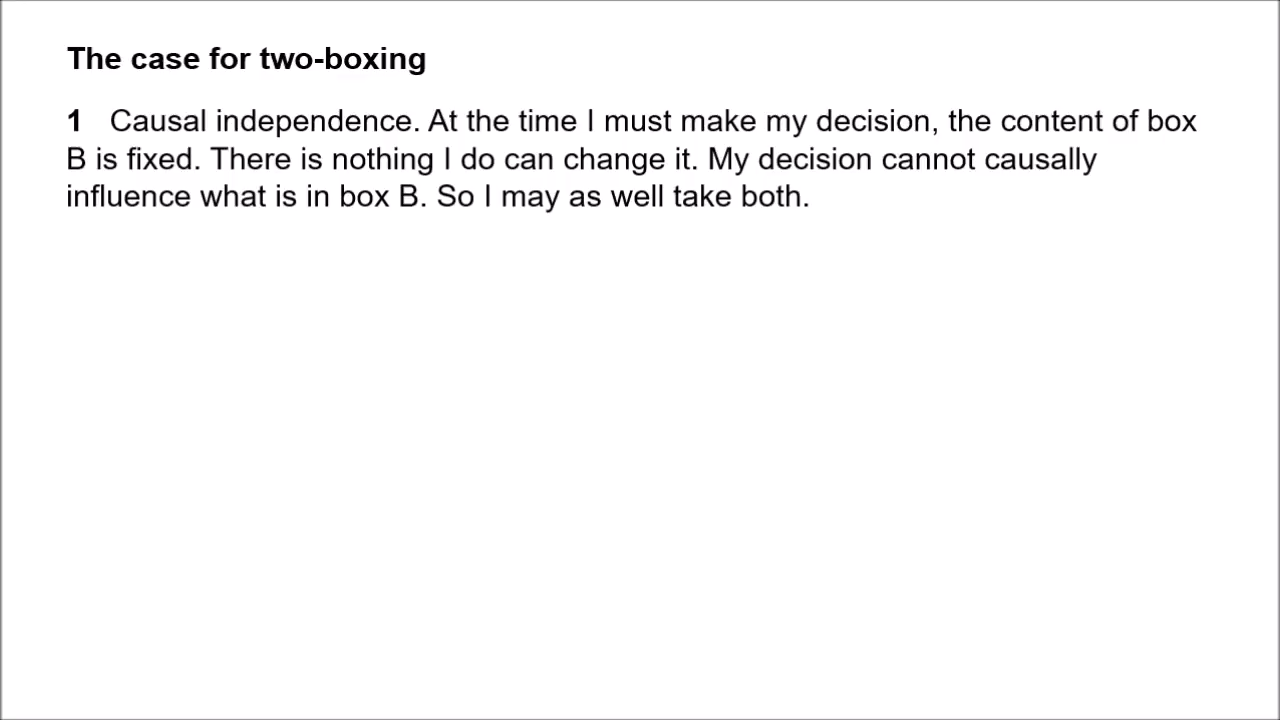 The case for two-boxing
1 Causal independence. At the time I must make my decision, the content of box
B is fixed. There is nothing I do can change it. My decision cannot causally
influence what is in box B. So I may as well take both.